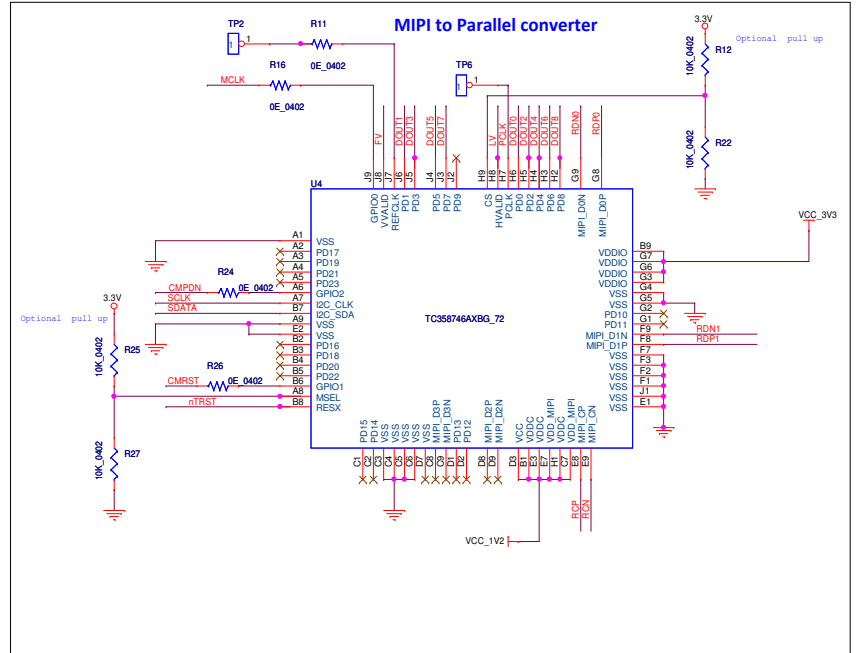 MIPI to Parallel converter
TP2
1
1
R11
0E_0402
MCLK
R16
0E_0402
TP6
1
1
3.3V
Optional pull up
R12
10K_0402
R22
10K_0402
FV
DOUT1
DOUT3
DOUT5
DOUT7
LV
PCLK
DOUT0
DOUT2
DOUT4
DOUT6
DOUT8
RDN0
RDP0
U4
J9
J8
J7
J6
J5
J4
J3
J2
H9
H8
H7
H6
H5
H4
H3
H2
G9
G8
GPIO0
VVALID
REFCLK
PD1
PD3
PD5
PD7
PD9
CS
HVALID
PCLK
PD0
PD2
PD4
PD6
PD8
MIPI_D0N
MIPI_D0P
VCC_3V3
A1 VSS
A2 PD17
A3 PD19
A4 PD21
A5 PD23
CMPDN R24 0E_0402 A6 GPIO2
SCLK A7 I2C_CLK
SDATA B7 I2C_SDA
A9 VSS
E2 VSS
B2 PD16
B3 PD18
B4 PD20
B5 PD22
CMRST R26 0E_0402 B6 GPIO1
A8 MSEL
nTRST B8 RESX
3.3V
Optional pull up
R25
10K_0402
R27
10K_0402
TC358746AXBG_72
VDDIO B9
VDDIO G7
VDDIO G6
VDDIO G3
VSS G4
VSS G5
PD10 G2
PD11 G1
MIPI_D1N F9 RDN1
MIPI_D1P F8 RDP1
VSS F7
VSS F3
VSS F2
VSS F1
VSS J1
VSS E1
PD15
PD14
VSS
VSS
VSS
VSS
VSS
MIPI_D3P
MIPI_D3N
PD13
PD12
MIPI_D2P
MIPI_D2N
VCC
VDDC
VDDC
VDD_MIPI
VDDC
VDD_MIPI
MIPI_CP
MIPI_CN
C1
C2
C3
C4
C5
C6
D7
C8
C9
D1
D2
D8
D9
D3
B1
E3
E7
H1
C7
E8
E9
RCP
RCN
VCC_1V2